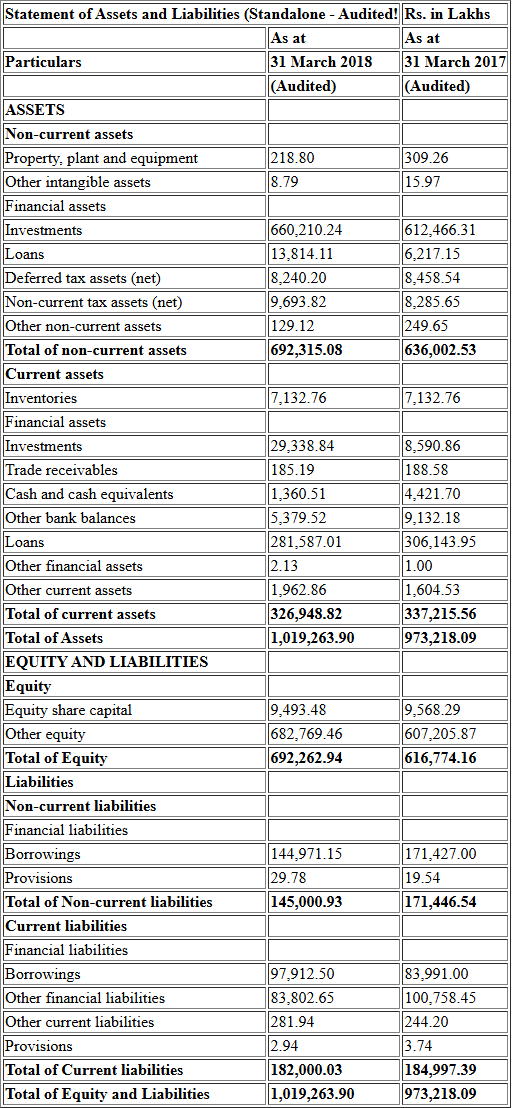 Statement of Assets and Liabilities (Standalone - Audited! Rs. in Lakhs
As at As at
Particulars 31 March 2018 31 March 2017
(Audited) (Audited)
ASSETS
Non-current assets
Property, plant and equipment 218.80 309.26
Other intangible assets 8.79 15.97
Financial assets
Investments 660,210.24 612,466.31
Loans 13,814.11 6,217.15
Deferred tax assets (net) 8,240.20 8,458.54
Non-current tax assets (net) 9,693.82 8,285.65
Other non-current assets 129.12 249.65
Total of non-current assets 692,315.08 636,002.53
Current assets
Inventories 7,132.76 7,132.76
Financial assets
Investments 29,338.84 8,590.86
Trade receivables 185.19 188.58
Cash and cash equivalents 1,360.51 4,421.70
Other bank balances 5,379.52 9,132.18
Loans 281,587.01 306,143.95
Other financial assets 2.13 1.00
Other current assets 1,962.86 1,604.53
Total of current assets 326,948.82 337,215.56
Total of Assets 1,019,263.90 973,218.09
EQUITY AND LIABILITIES
Equity
Equity share capital 9,493.48 9,568.29
Other equity 682,769.46 607,205.87
Total of Equity 692,262.94 616,774.16
Liabilities
Non-current liabilities
Financial liabilities
Borrowings 144,971.15 171,427.00
Provisions 29.78 19.54
Total of Non-current liabilities 145,000.93 171,446.54
Current liabilities
Financial liabilities
Borrowings 97,912.50 83,991.00
Other financial liabilities 83,802.65 100,758.45
Other current liabilities 281.94 244.20
Provisions 2.94 3.74
Total of Current liabilities 182,000.03 184,997.39
Total of Equity and Liabilities 1,019,263.90 973,218.09